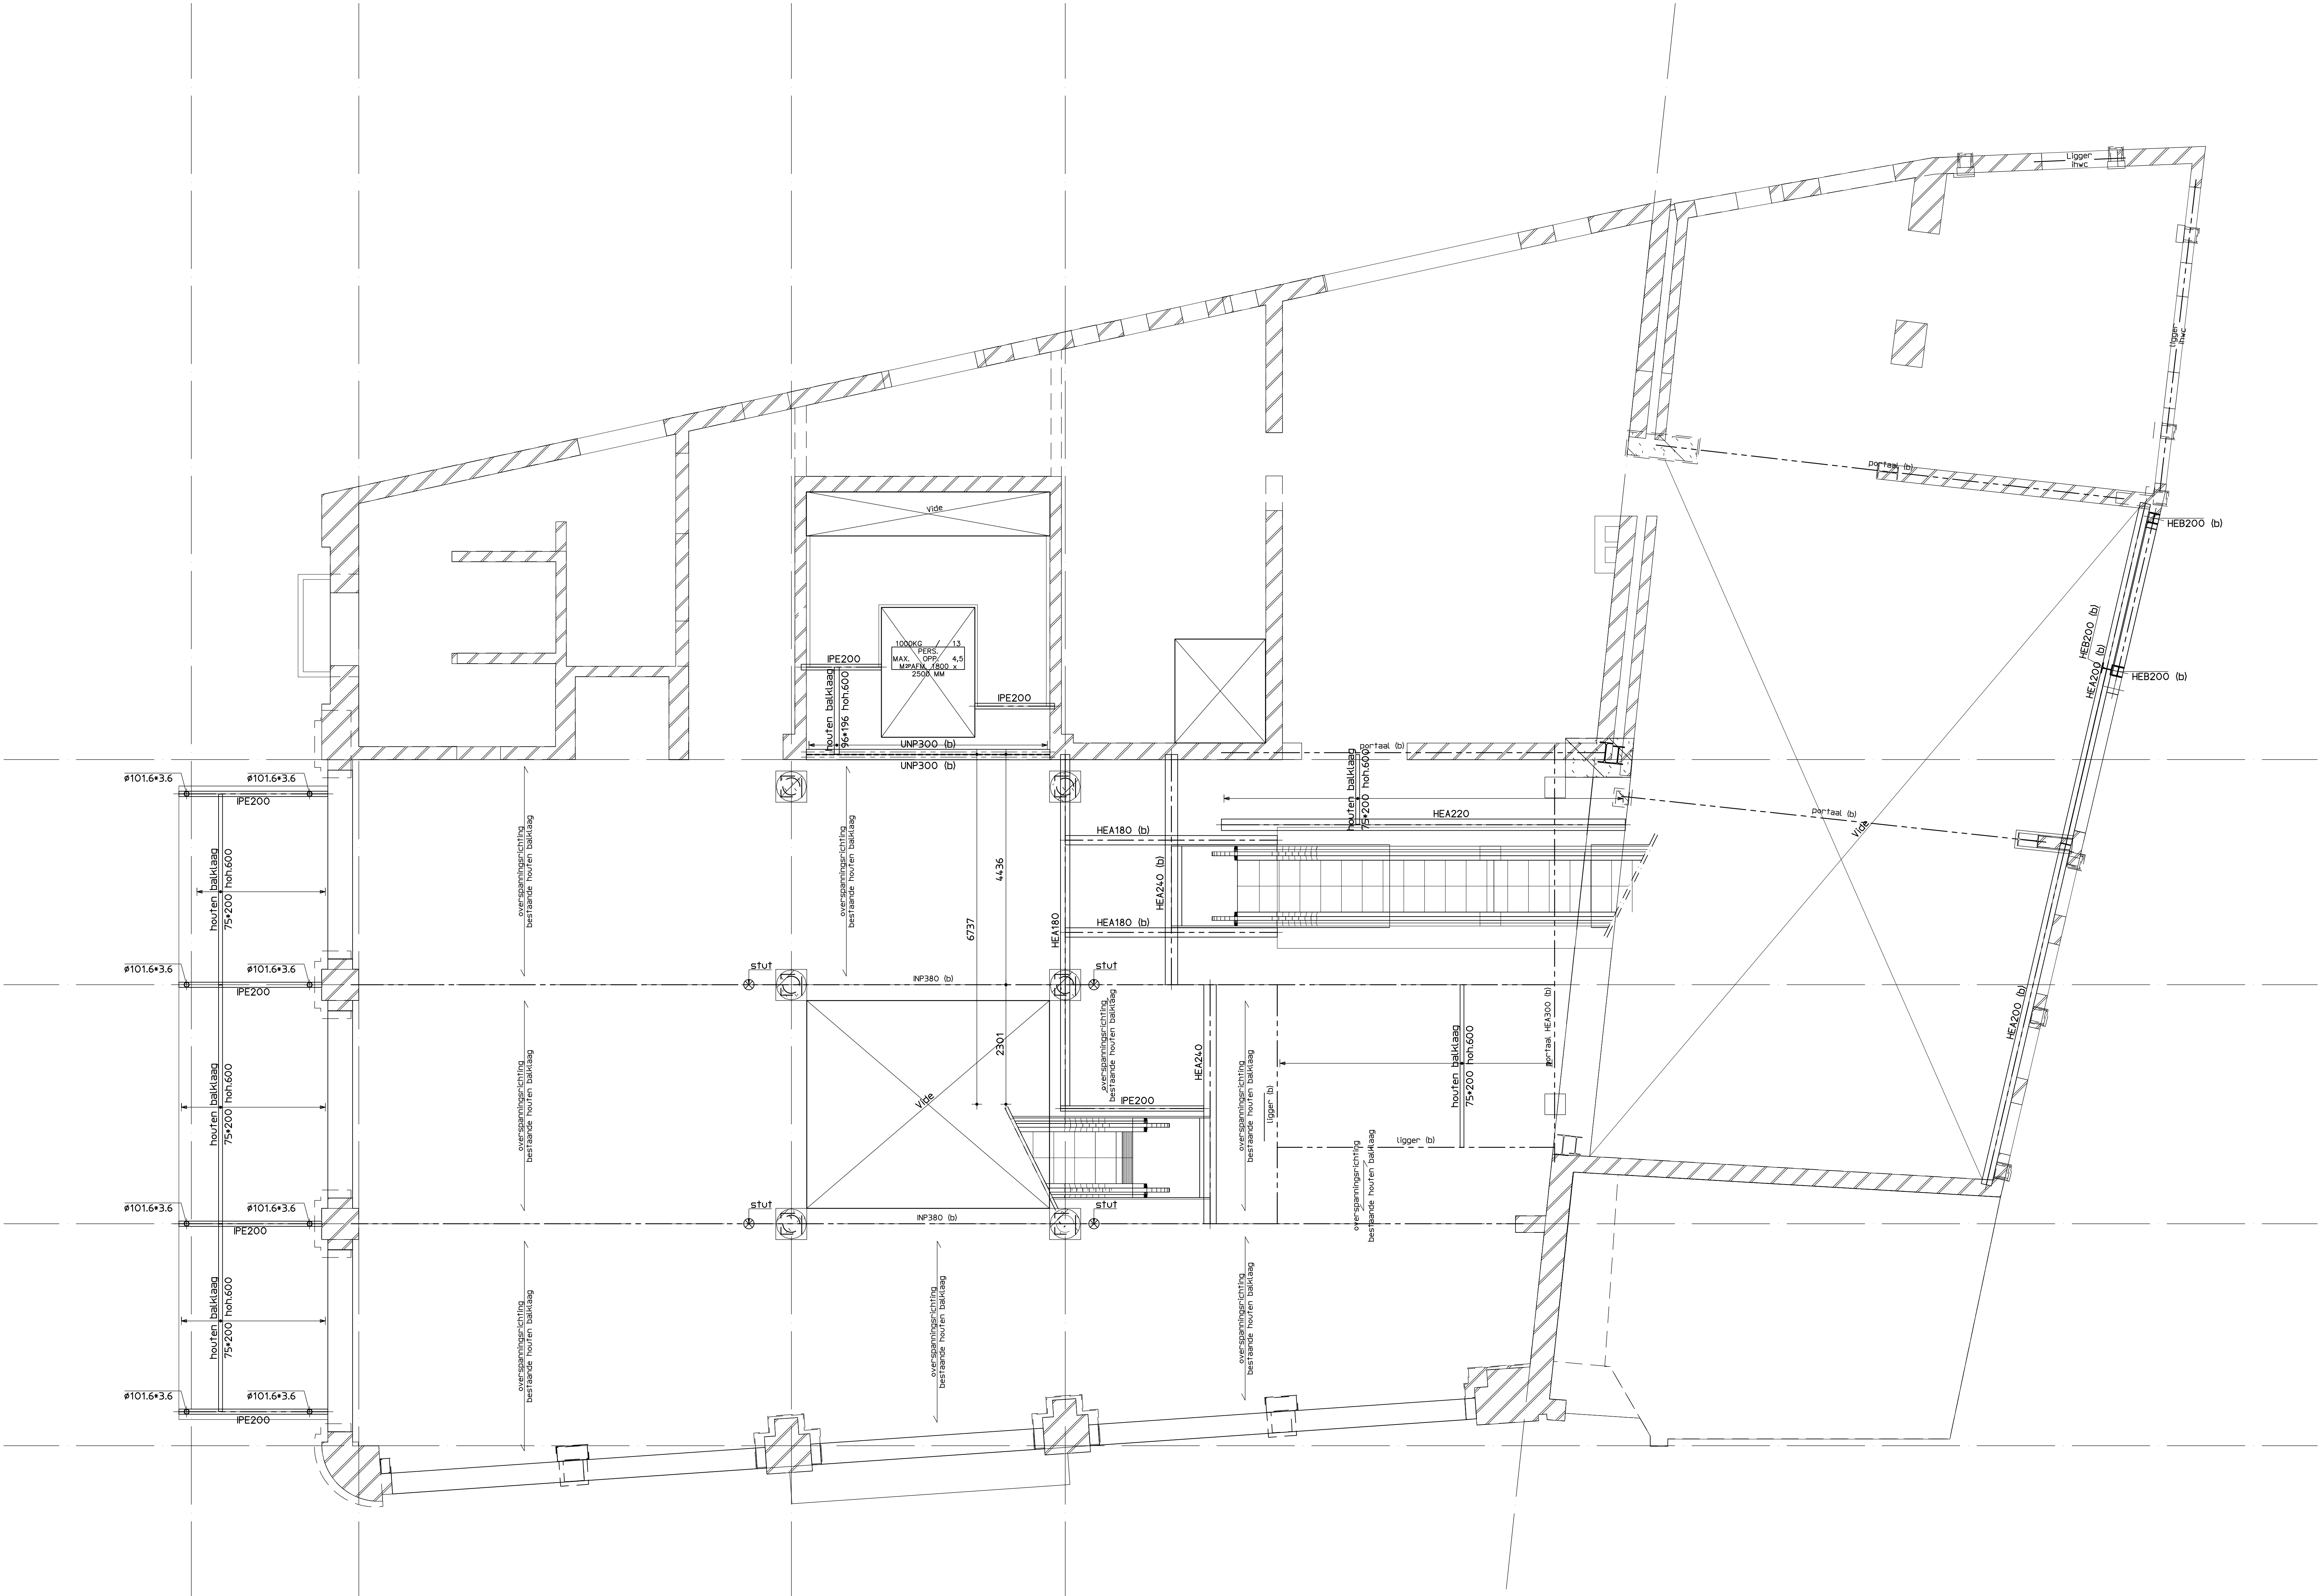 Ligger
ihwc
ligger
ihwc
portaal (b)
HEB200 (b)
Vide
1000KG / 13
PERS.
MAX. OPP. 4,5
M²PAFM. 1800 x
2500 MM
IPE200
houten balklaag
96*196 hoh.600
IPE200
UNP300 (b)
UNP300 (b)
HEB200 (b)
HEA200 (b)
HEB200 (b)
portaal (b)
houten balklaag
75*200 hoh.600
HEA220
portaal (b)
Vide
ø101.6*3.6
ø101.6*3.6
IPE200
houten balklaag
75*200 hoh.600
overspanningsrichting
bestaande houten balklaag
overspanningsrichting
bestaande houten balklaag
4436
6737
HEA180
HEA180 (b)
HEA240 (b)
HEA180 (b)
ø101.6*3.6
ø101.6*3.6
IPE200
stut
INP380 (b)
stut
houten balklaag
75*200 hoh.600
overspanningsrichting
bestaande houten balklaag
Vide
2301
overspanningsrichting
bestaande houten balklaag
IPE200
HEA240
overspanningsrichting
bestaande houten balklaag
ligger (b)
houten balklaag
75*200 hoh.600
portaal HEA300 (b)
ligger (b)
overspanningsrichting
bestaande houten balklaag
HEA200 (b)
ø101.6*3.6
ø101.6*3.6
IPE200
stut
INP380 (b)
stut
houten balklaag
75*200 hoh.600
overspanningsrichting
bestaande houten balklaag
overspanningsrichting
bestaande houten balklaag
overspanningsrichting
bestaande houten balklaag
ø101.6*3.6
ø101.6*3.6
IPE200